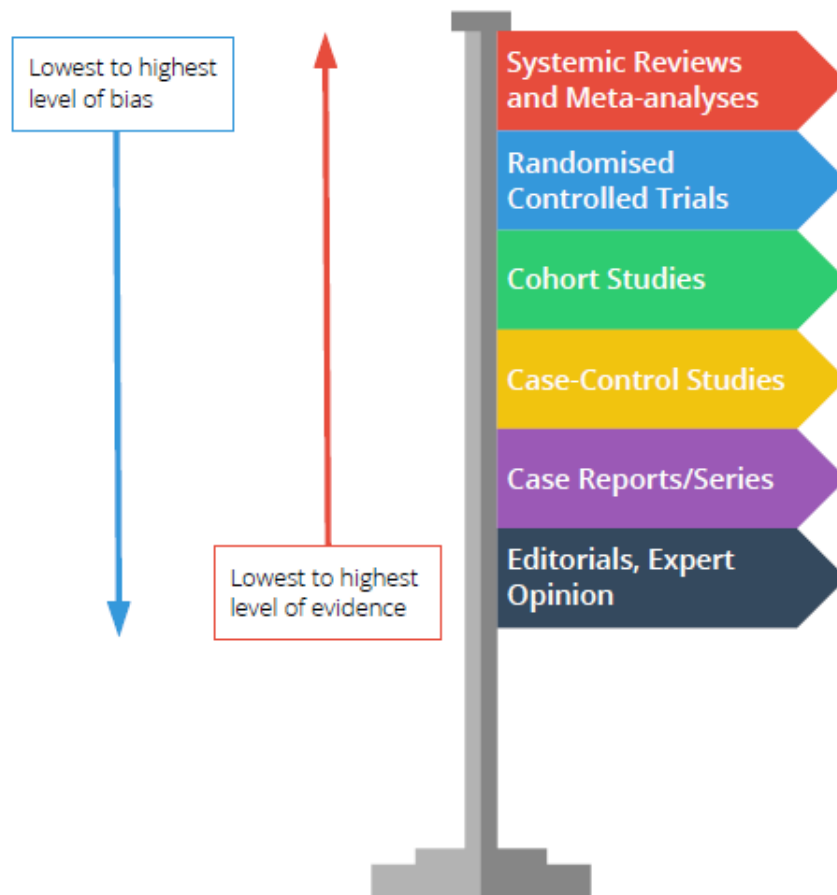 Lowest to highest
level of bias
Lowest to highest
level of evidence
Systemic Reviews
and Meta-analyses
Randomised
Controlled Trials
Cohort Studies
Case-Control Studies
Case Reports/Series
Editorials, Expert
Opinion